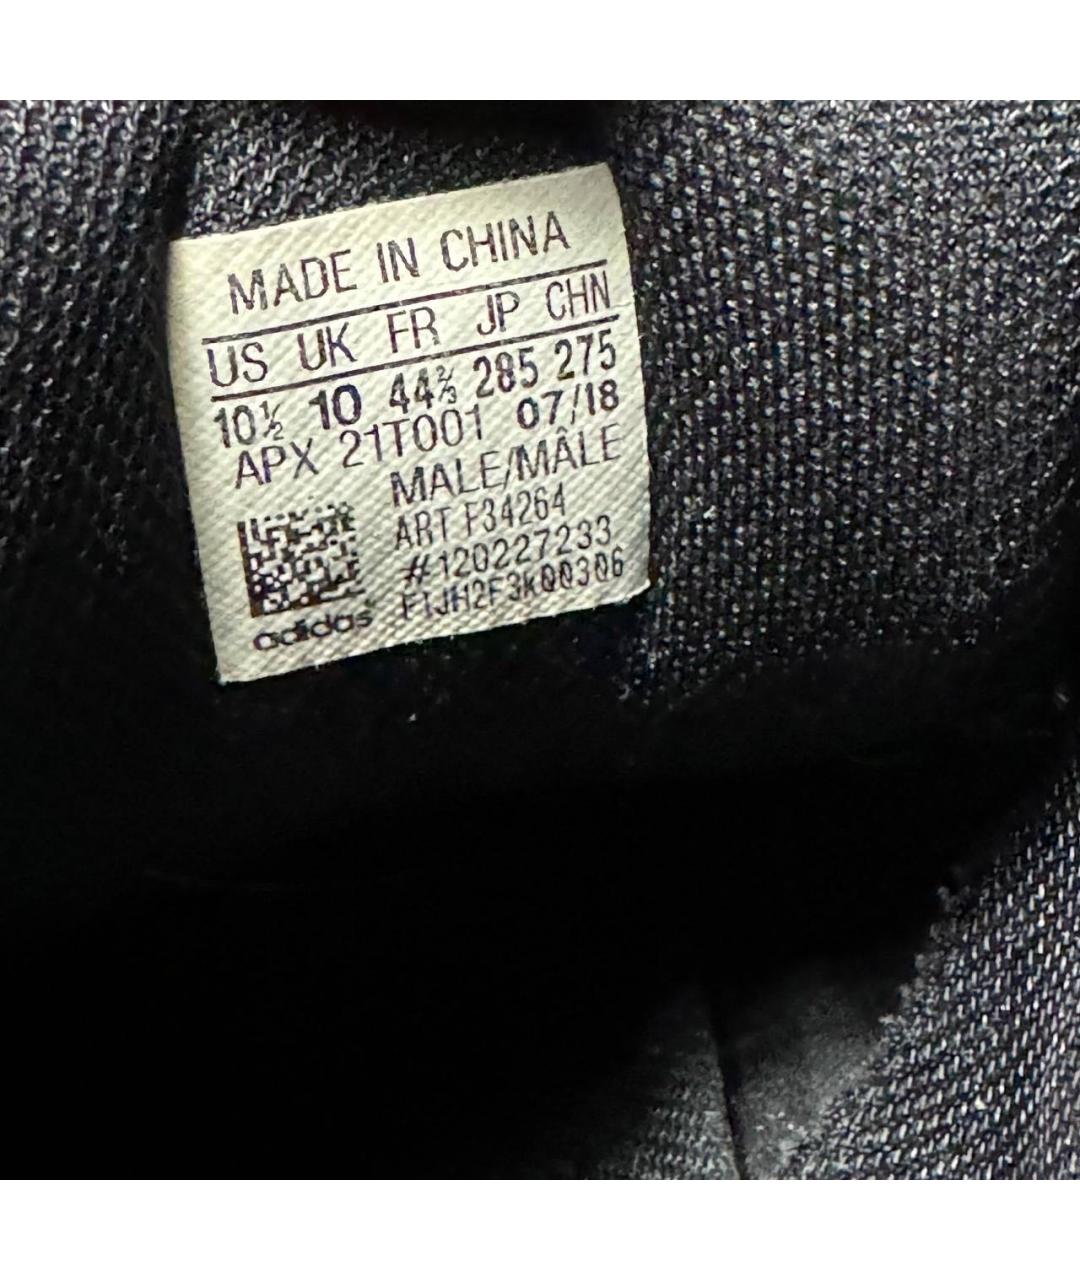 MADE IN CHINA
US UK FR JP CHN
10½ 10 44⅔ 285 275
APX 21T001 07/18
MALE/MÂLE
ART F34264
#120227233
F1JH2F3K00306
adidas